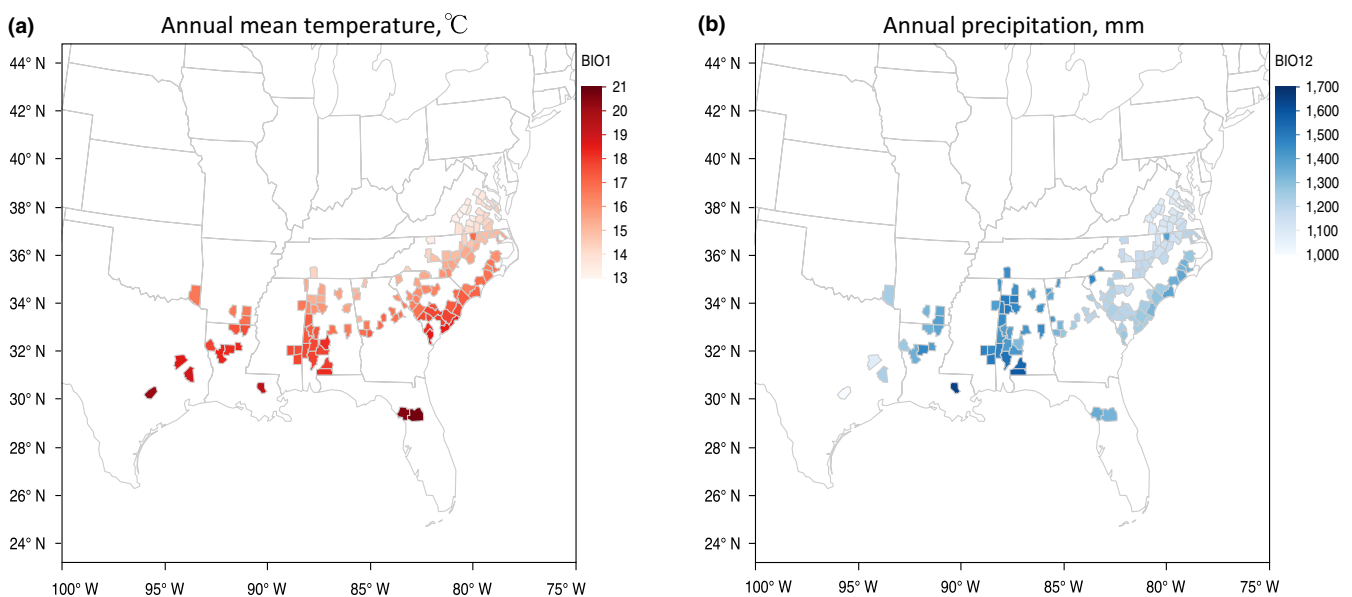 (a) Annual mean temperature, ℃
BIO1
21
20
19
18
17
16
15
14
13
44° N
42° N
40° N
38° N
36° N
34° N
32° N
30° N
28° N
26° N
24° N
100° W 95° W 90° W 85° W 80° W 75° W
(b) Annual precipitation, mm
BIO12
1,700
1,600
1,500
1,400
1,300
1,200
1,100
1,000
44° N
42° N
40° N
38° N
36° N
34° N
32° N
30° N
28° N
26° N
24° N
100° W 95° W 90° W 85° W 80° W 75° W